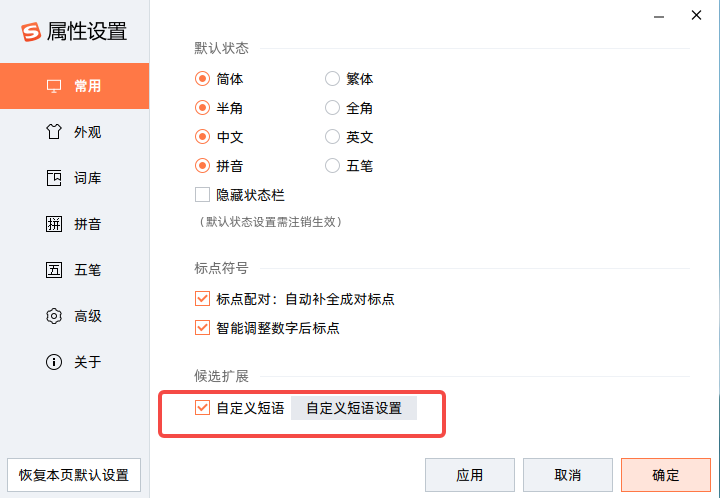 属性设置
常用
外观
词库
拼音
五笔
高级
关于
恢复本页默认设置
默认状态
简体 繁体
半角 全角
中文 英文
拼音 五笔
隐藏状态栏
(默认状态设置需注销生效)
标点符号
标点配对：自动补全成对标点
智能调整数字后标点
候选扩展
自定义短语 自定义短语设置
应用 取消 确定